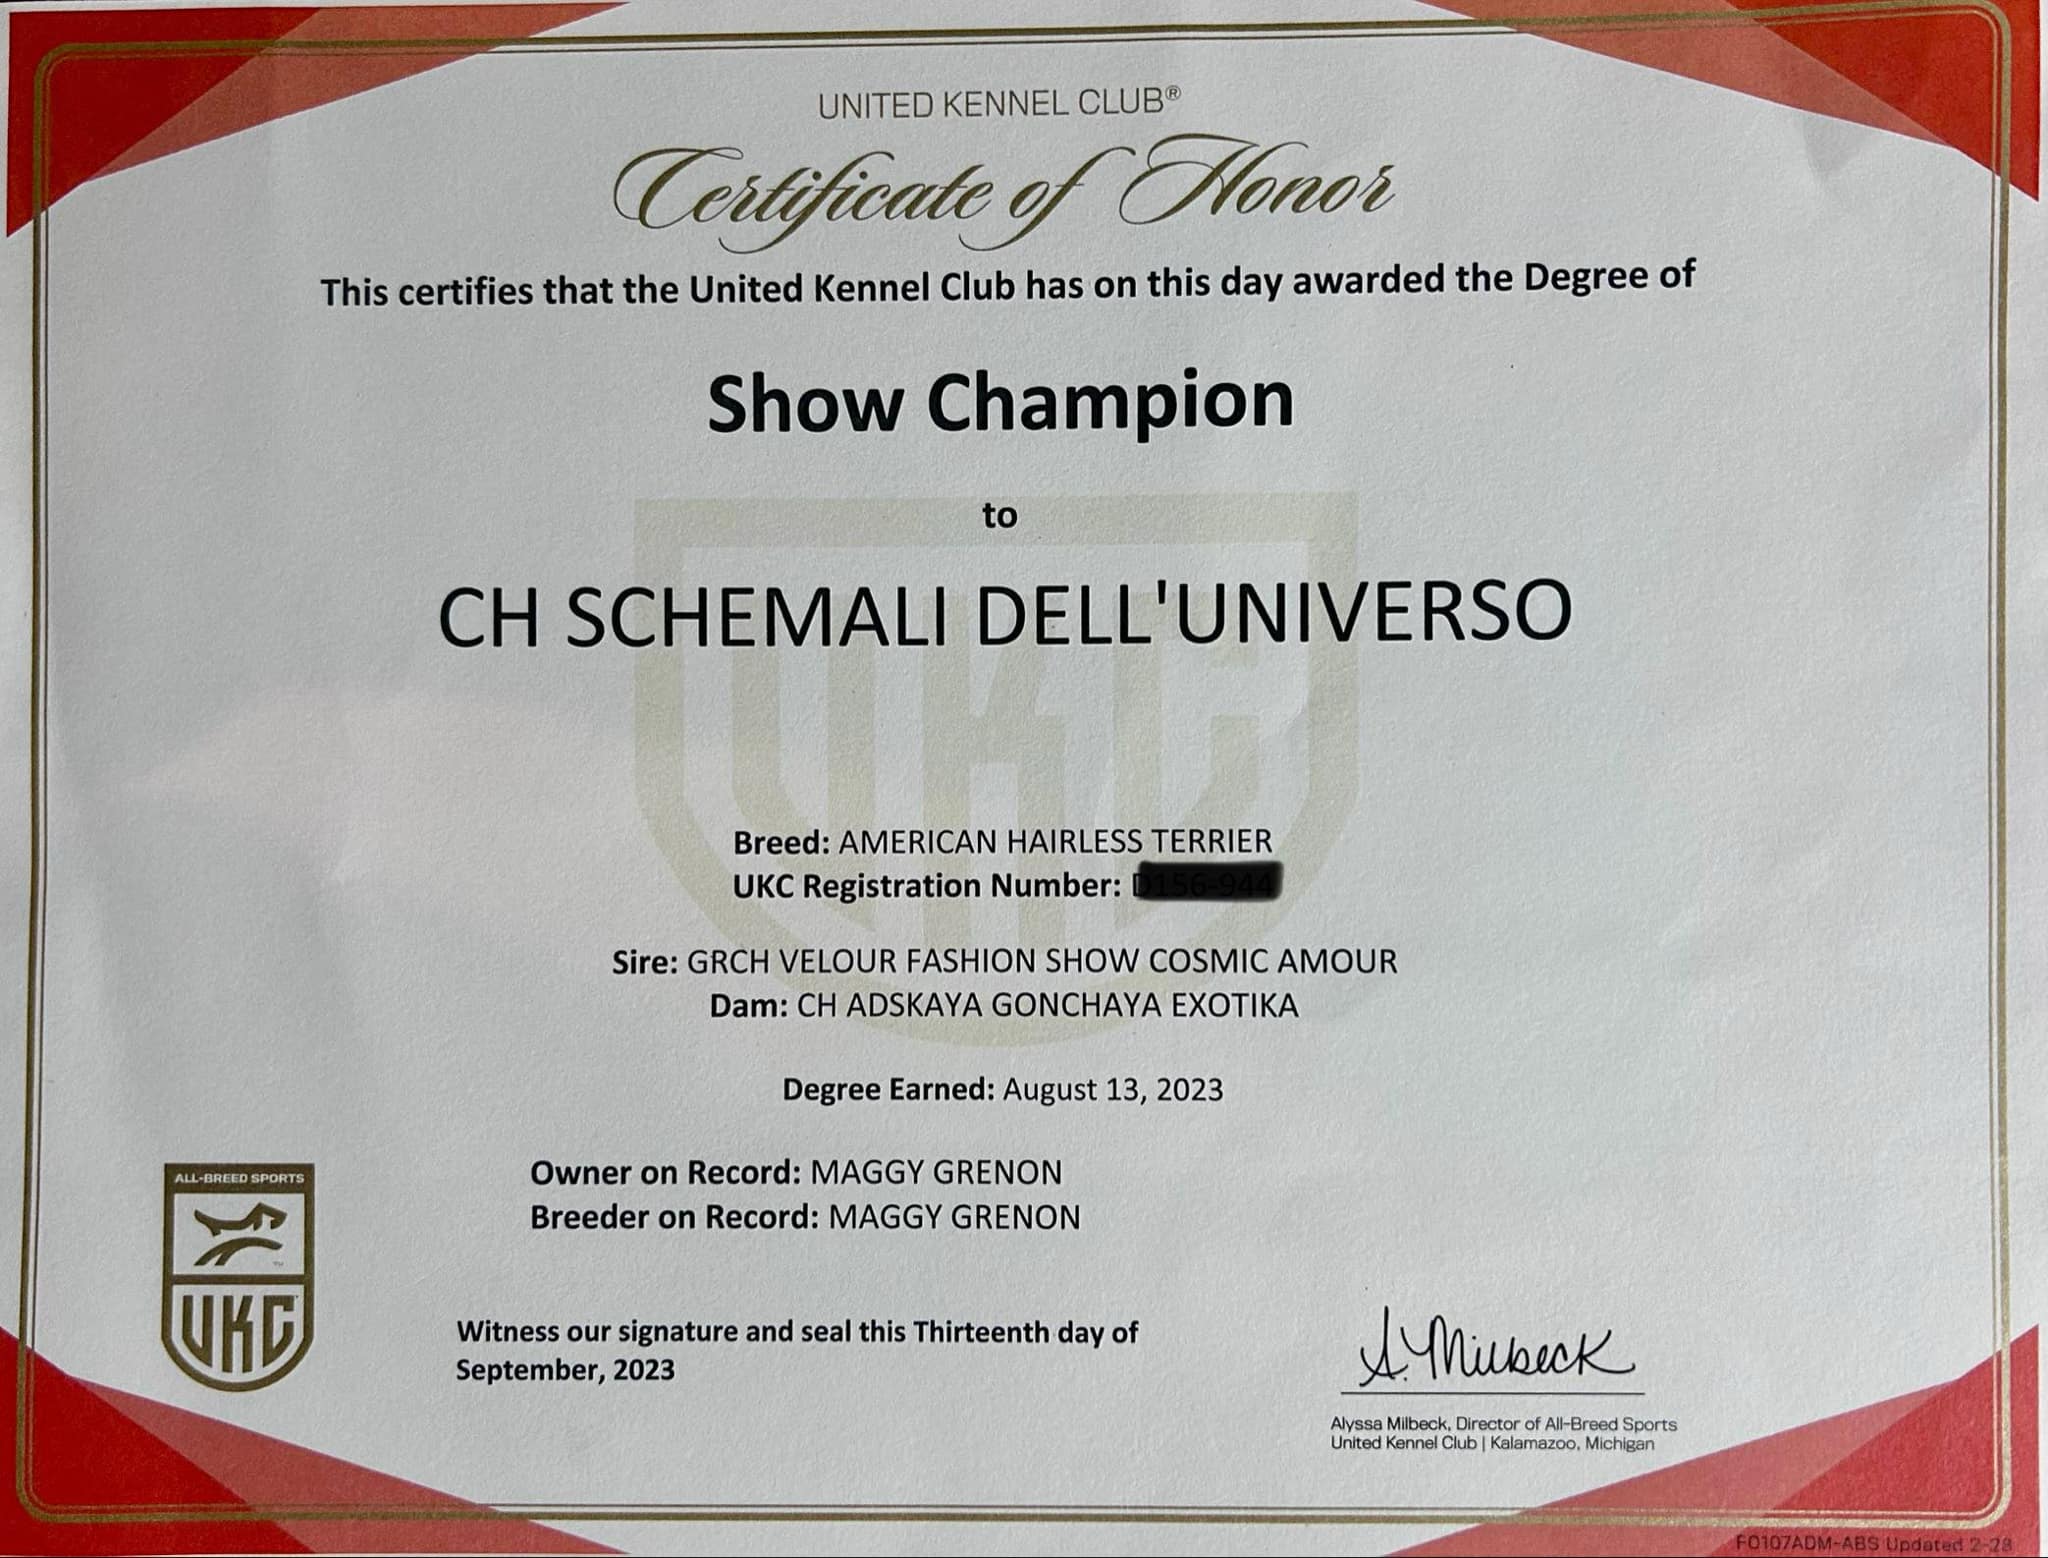 UNITED KENNEL CLUB®
Certificate of Honor
This certifies that the United Kennel Club has on this day awarded the Degree of
Show Champion
to
CH SCHEMALI DELL'UNIVERSO
UKC
Breed: AMERICAN HAIRLESS TERRIER
UKC Registration Number:
Sire: GRCH VELOUR FASHION SHOW COSMIC AMOUR
Dam: CH ADSKAYA GONCHAYA EXOTIKA
Degree Earned: August 13, 2023
Owner on Record: MAGGY GRENON
Breeder on Record: MAGGY GRENON
ALL-BREED SPORTS
UKC
Witness our signature and seal this Thirteenth day of
September, 2023
A. Milbeck
Alyssa Milbeck, Director of All-Breed Sports
United Kennel Club | Kalamazoo, Michigan
FO107ADM-ABS Updated 2-23